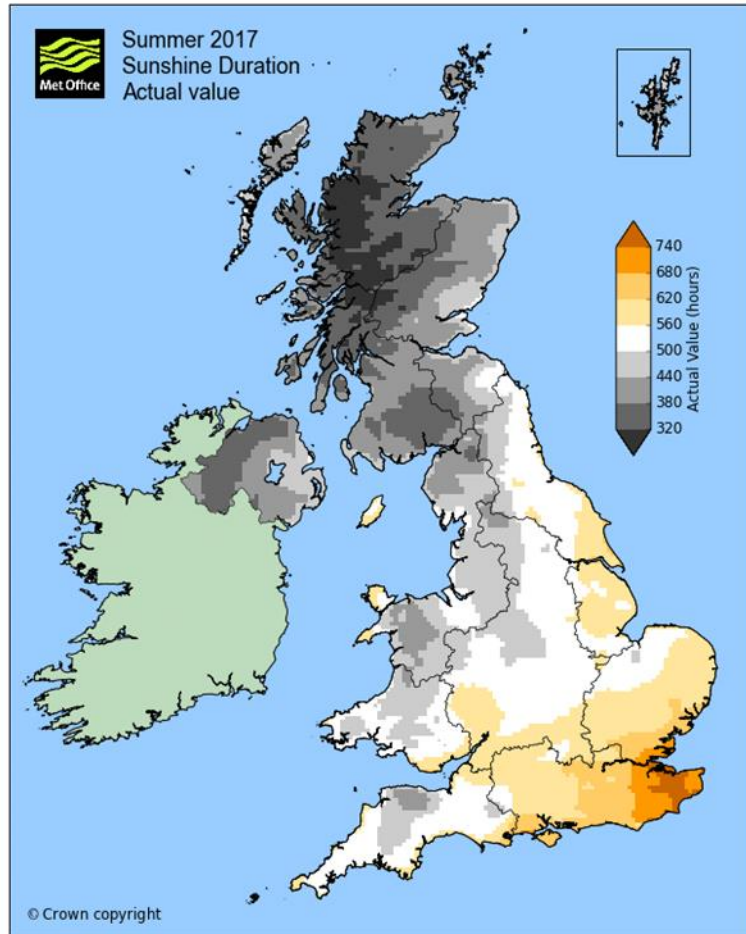 Met Office
Summer 2017
Sunshine Duration
Actual value
740
680
620
560
500
440
380
320
Actual Value (hours)
© Crown copyright